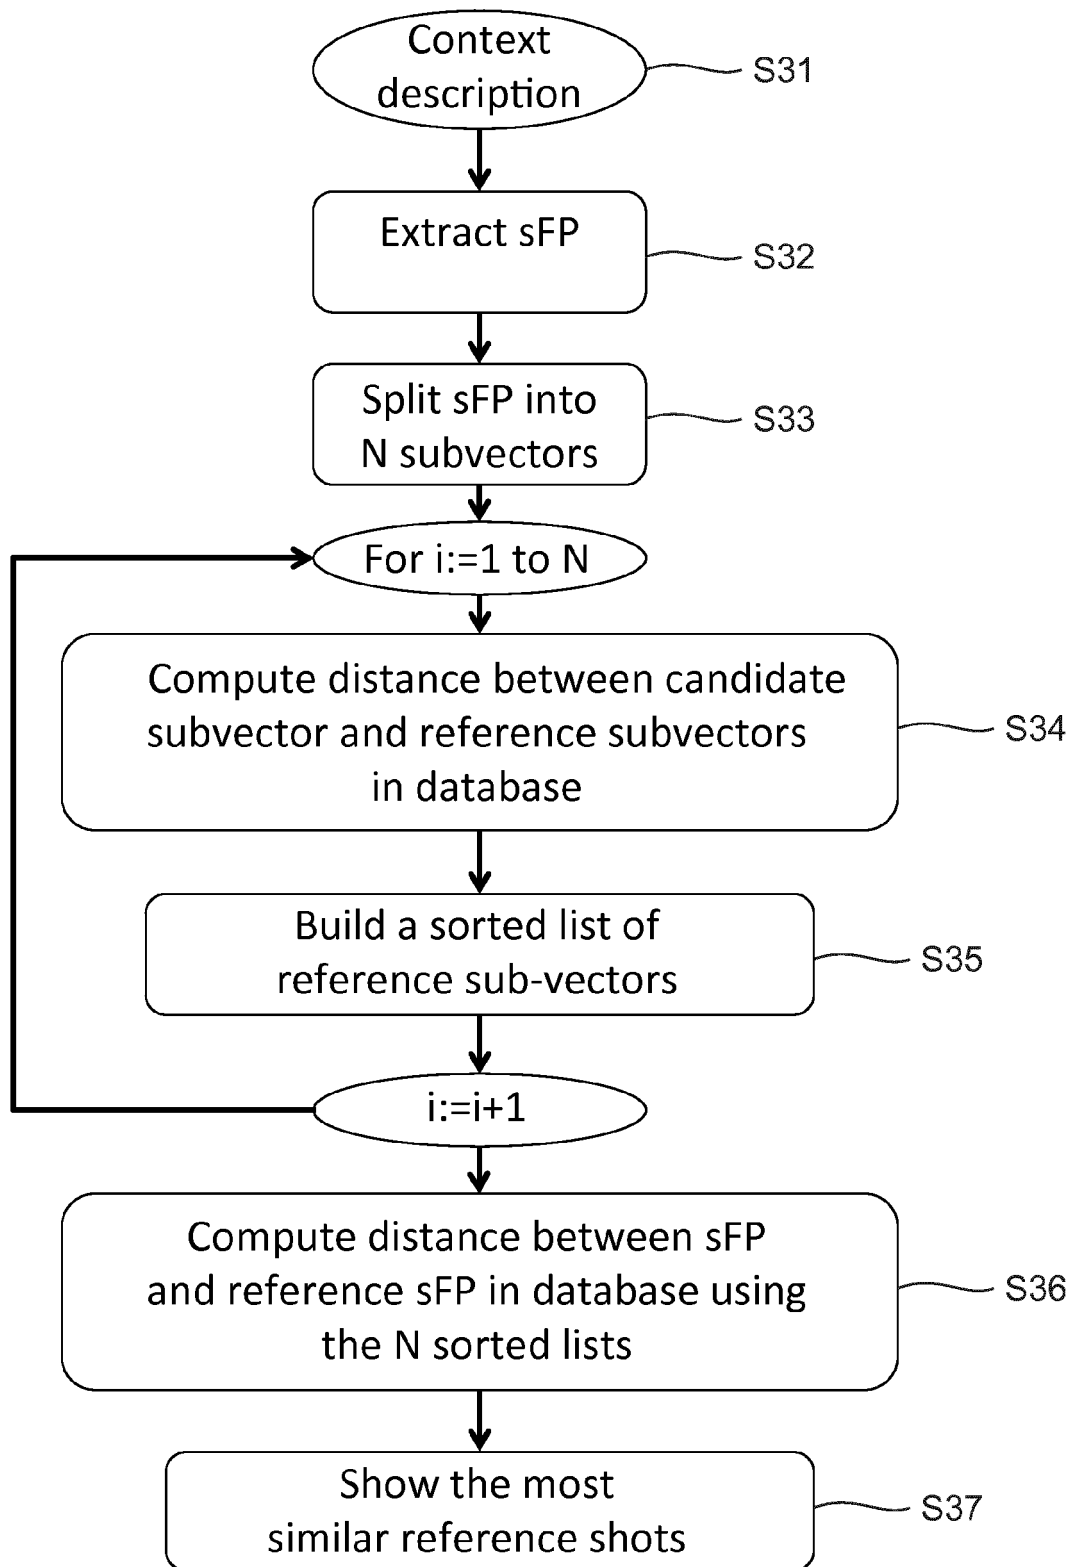 Context
description
S31
Extract sFP
S32
Split sFP into
N subvectors
S33
For i:=1 to N
Compute distance between candidate
subvector and reference subvectors
in database
S34
Build a sorted list of
reference sub-vectors
S35
i:=i+1
Compute distance between sFP
and reference sFP in database using
the N sorted lists
S36
Show the most
similar reference shots
S37